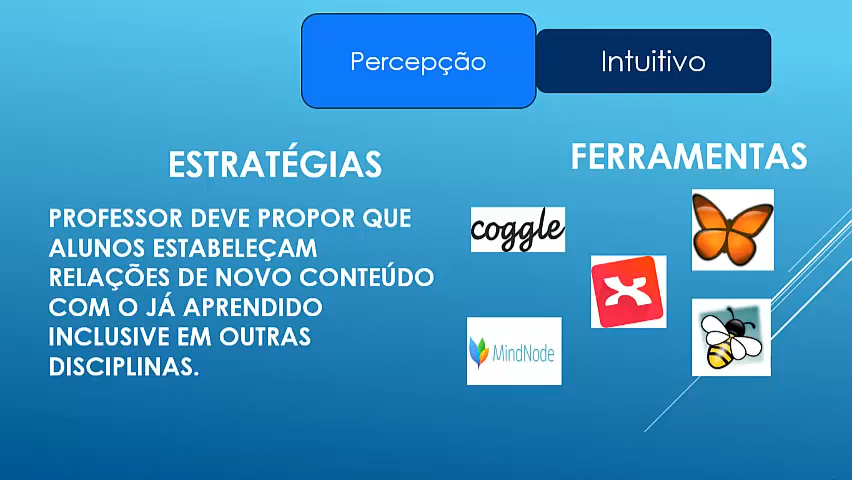 Percepção
Intuitivo
ESTRATÉGIAS
PROFESSOR DEVE PROPOR QUE
ALUNOS ESTABELEÇAM
RELAÇÕES DE NOVO CONTEÚDO
COM O JÁ APRENDIDO
INCLUSIVE EM OUTRAS
DISCIPLINAS.
FERRAMENTAS
coggle
MindNode